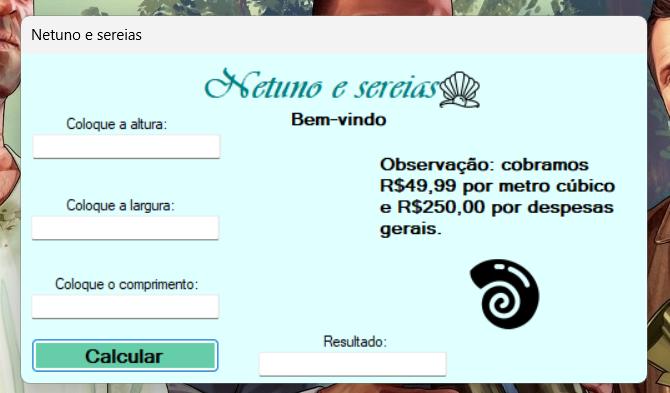 Netuno e sereias
Netuno e sereias
Bem-vindo
Coloque a altura:
Observação: cobramos
R$49,99 por metro cúbico
e R$250,00 por despesas
gerais.
Coloque a largura:
Coloque o comprimento:
Calcular
Resultado: